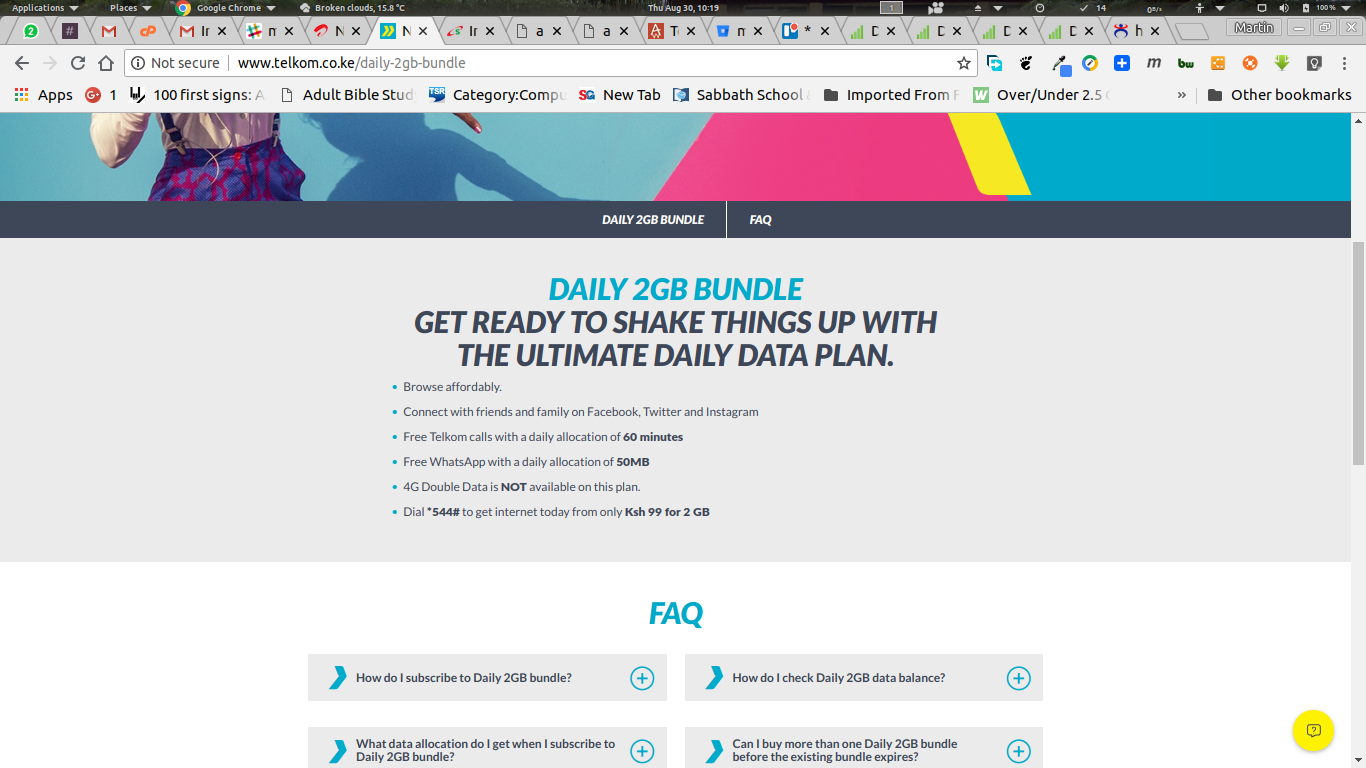 Applications Places Google Chrome Broken clouds, 15.8 °C Thu Aug 30, 10:19 1 14 100%
2 # M cP M I m N N I a a A T m * D D D D h Martin
Not secure www.telkom.co.ke/daily-2gb-bundle
Apps G+ 1 100 first signs: A Adult Bible Stud TSR Category:Compu SG New Tab Sabbath School Imported From F W Over/Under 2.5 » Other bookmarks
DAILY 2GB BUNDLE FAQ
DAILY 2GB BUNDLE
GET READY TO SHAKE THINGS UP WITH
THE ULTIMATE DAILY DATA PLAN.
• Browse affordably.
• Connect with friends and family on Facebook, Twitter and Instagram
• Free Telkom calls with a daily allocation of 60 minutes
• Free WhatsApp with a daily allocation of 50MB
• 4G Double Data is NOT available on this plan.
• Dial *544# to get internet today from only Ksh 99 for 2 GB
FAQ
How do I subscribe to Daily 2GB bundle?
How do I check Daily 2GB data balance?
What data allocation do I get when I subscribe to
Daily 2GB bundle?
Can I buy more than one Daily 2GB bundle
before the existing bundle expires?